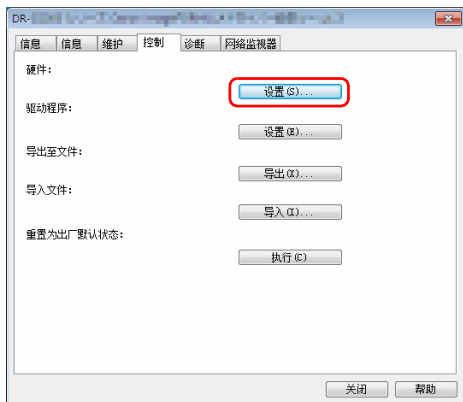 DR-
信息 信息 维护 控制 诊断 网络监视器
硬件:
设置(S)...
驱动程序:
设置(R)...
导出至文件:
导出(X)...
导入文件:
导入(I)...
重置为出厂默认状态:
执行(C)
关闭 帮助